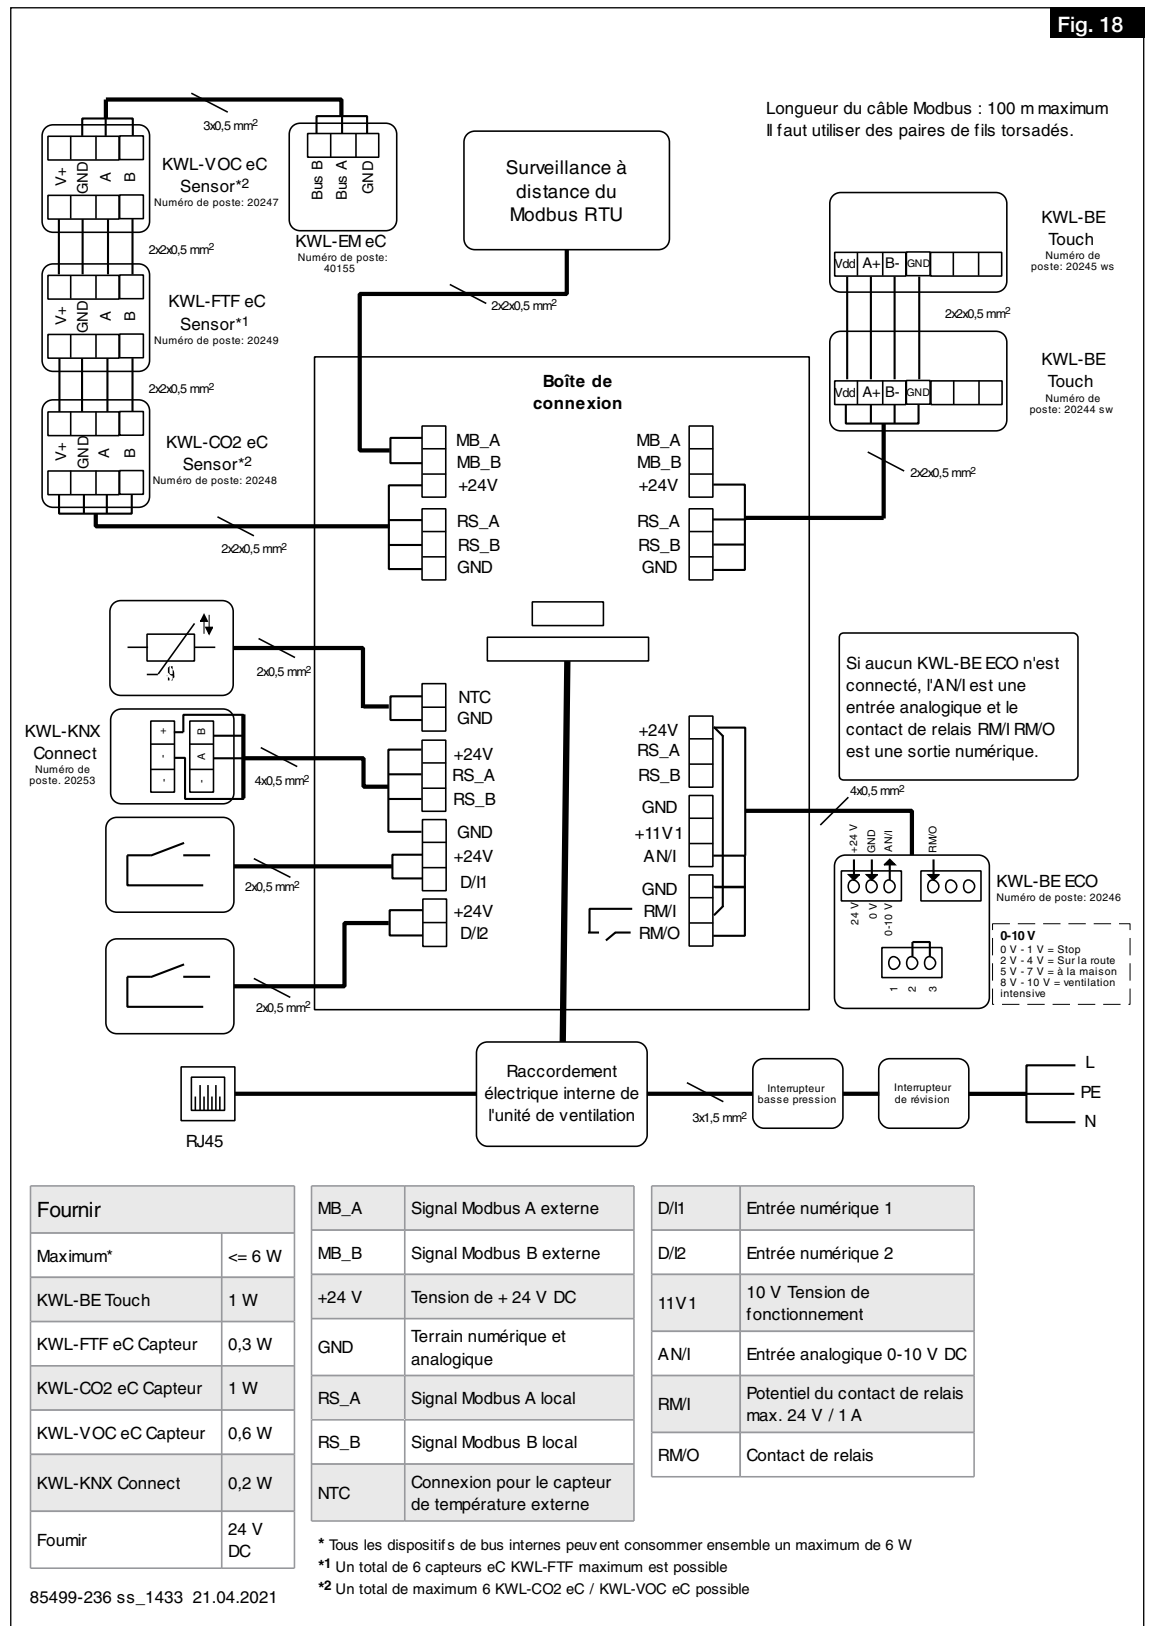 Fig. 18
Longueur du câble Modbus : 100 m maximum
Il faut utiliser des paires de fils torsadés.
3x0,5 mm²
V+
GND
A
B
KWL-VOC eC
Sensor*2
Numéro de poste: 20247
Bus B
Bus A
GND
KWL-EM eC
Numéro de poste:
40155
2x2x0,5 mm²
V+
GND
A
B
KWL-FTF eC
Sensor*1
Numéro de poste: 20249
2x2x0,5 mm²
V+
GND
A
B
KWL-CO2 eC
Sensor*2
Numéro de poste: 20248
2x2x0,5 mm²
Surveillance à
distance du
Modbus RTU
2x2x0,5 mm²
Vdd
A+
B-
GND
KWL-BE
Touch
Numéro de
poste: 20245 ws
2x2x0,5 mm²
Vdd
A+
B-
GND
KWL-BE
Touch
Numéro de
poste: 20244 sw
2x2x0,5 mm²
Boîte de
connexion
MB_A
MB_B
+24V
RS_A
RS_B
GND
MB_A
MB_B
+24V
RS_A
RS_B
GND
ϑ
2x0,5 mm²
NTC
GND
KWL-KNX
Connect
Numéro de
poste. 20253
+
-
-
B
A
-
4x0,5 mm²
+24V
RS_A
RS_B
GND
+24V
D/I1
+24V
D/I2
2x0,5 mm²
2x0,5 mm²
+24V
RS_A
RS_B
GND
+11V1
AN/I
GND
RM/I
RM/O
Si aucun KWL-BE ECO n'est
connecté, l'AN/I est une
entrée analogique et le
contact de relais RM/I RM/O
est une sortie numérique.
4x0,5 mm²
+24 V
GND
AN/I
RM/O
24 V
0 V
0-10 V
1
2
3
KWL-BE ECO
Numéro de poste: 20246
0-10 V
0 V - 1 V = Stop
2 V - 4 V = Sur la route
5 V - 7 V = à la maison
8 V - 10 V = ventilation
intensive
RJ45
Raccordement
électrique interne de
l'unité de ventilation
3x1,5 mm²
Interrupteur
basse pression
Interrupteur
de révision
L
PE
N
Fournir
Maximum* <= 6 W
KWL-BE Touch 1 W
KWL-FTF eC Capteur 0,3 W
KWL-CO2 eC Capteur 1 W
KWL-VOC eC Capteur 0,6 W
KWL-KNX Connect 0,2 W
Fournir 24 V
DC
MB_A Signal Modbus A externe
MB_B Signal Modbus B externe
+24 V Tension de + 24 V DC
GND Terrain numérique et
analogique
RS_A Signal Modbus A local
RS_B Signal Modbus B local
NTC Connexion pour le capteur
de température externe
D/I1 Entrée numérique 1
D/I2 Entrée numérique 2
11V1 10 V Tension de
fonctionnement
AN/I Entrée analogique 0-10 V DC
RM/I Potentiel du contact de relais
max. 24 V / 1 A
RM/O Contact de relais
* Tous les dispositifs de bus internes peuvent consommer ensemble un maximum de 6 W
*1 Un total de 6 capteurs eC KWL-FTF maximum est possible
*2 Un total de maximum 6 KWL-CO2 eC / KWL-VOC eC possible
85499-236 ss_1433 21.04.2021